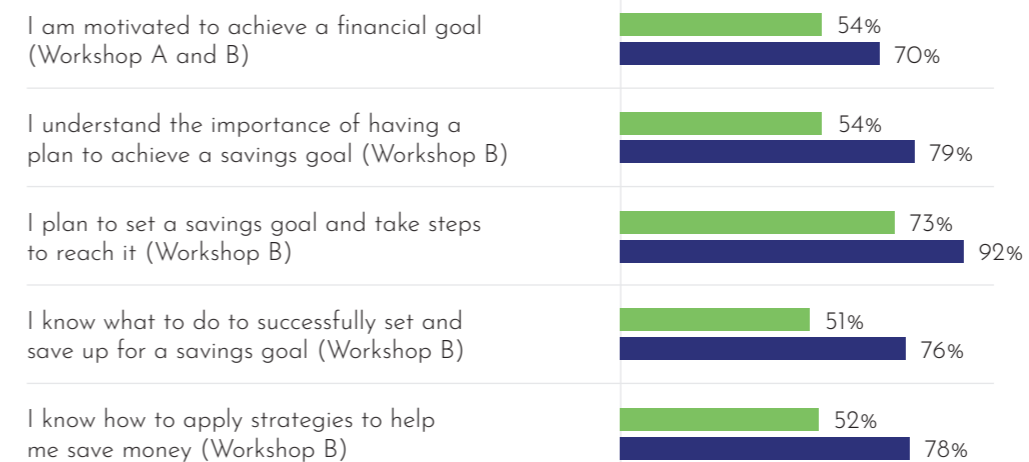 I am motivated to achieve a financial goal
(Workshop A and B)
54%
70%
I understand the importance of having a
plan to achieve a savings goal (Workshop B)
54%
79%
I plan to set a savings goal and take steps
to reach it (Workshop B)
73%
92%
I know what to do to successfully set and
save up for a savings goal (Workshop B)
51%
76%
I know how to apply strategies to help
me save money (Workshop B)
52%
78%